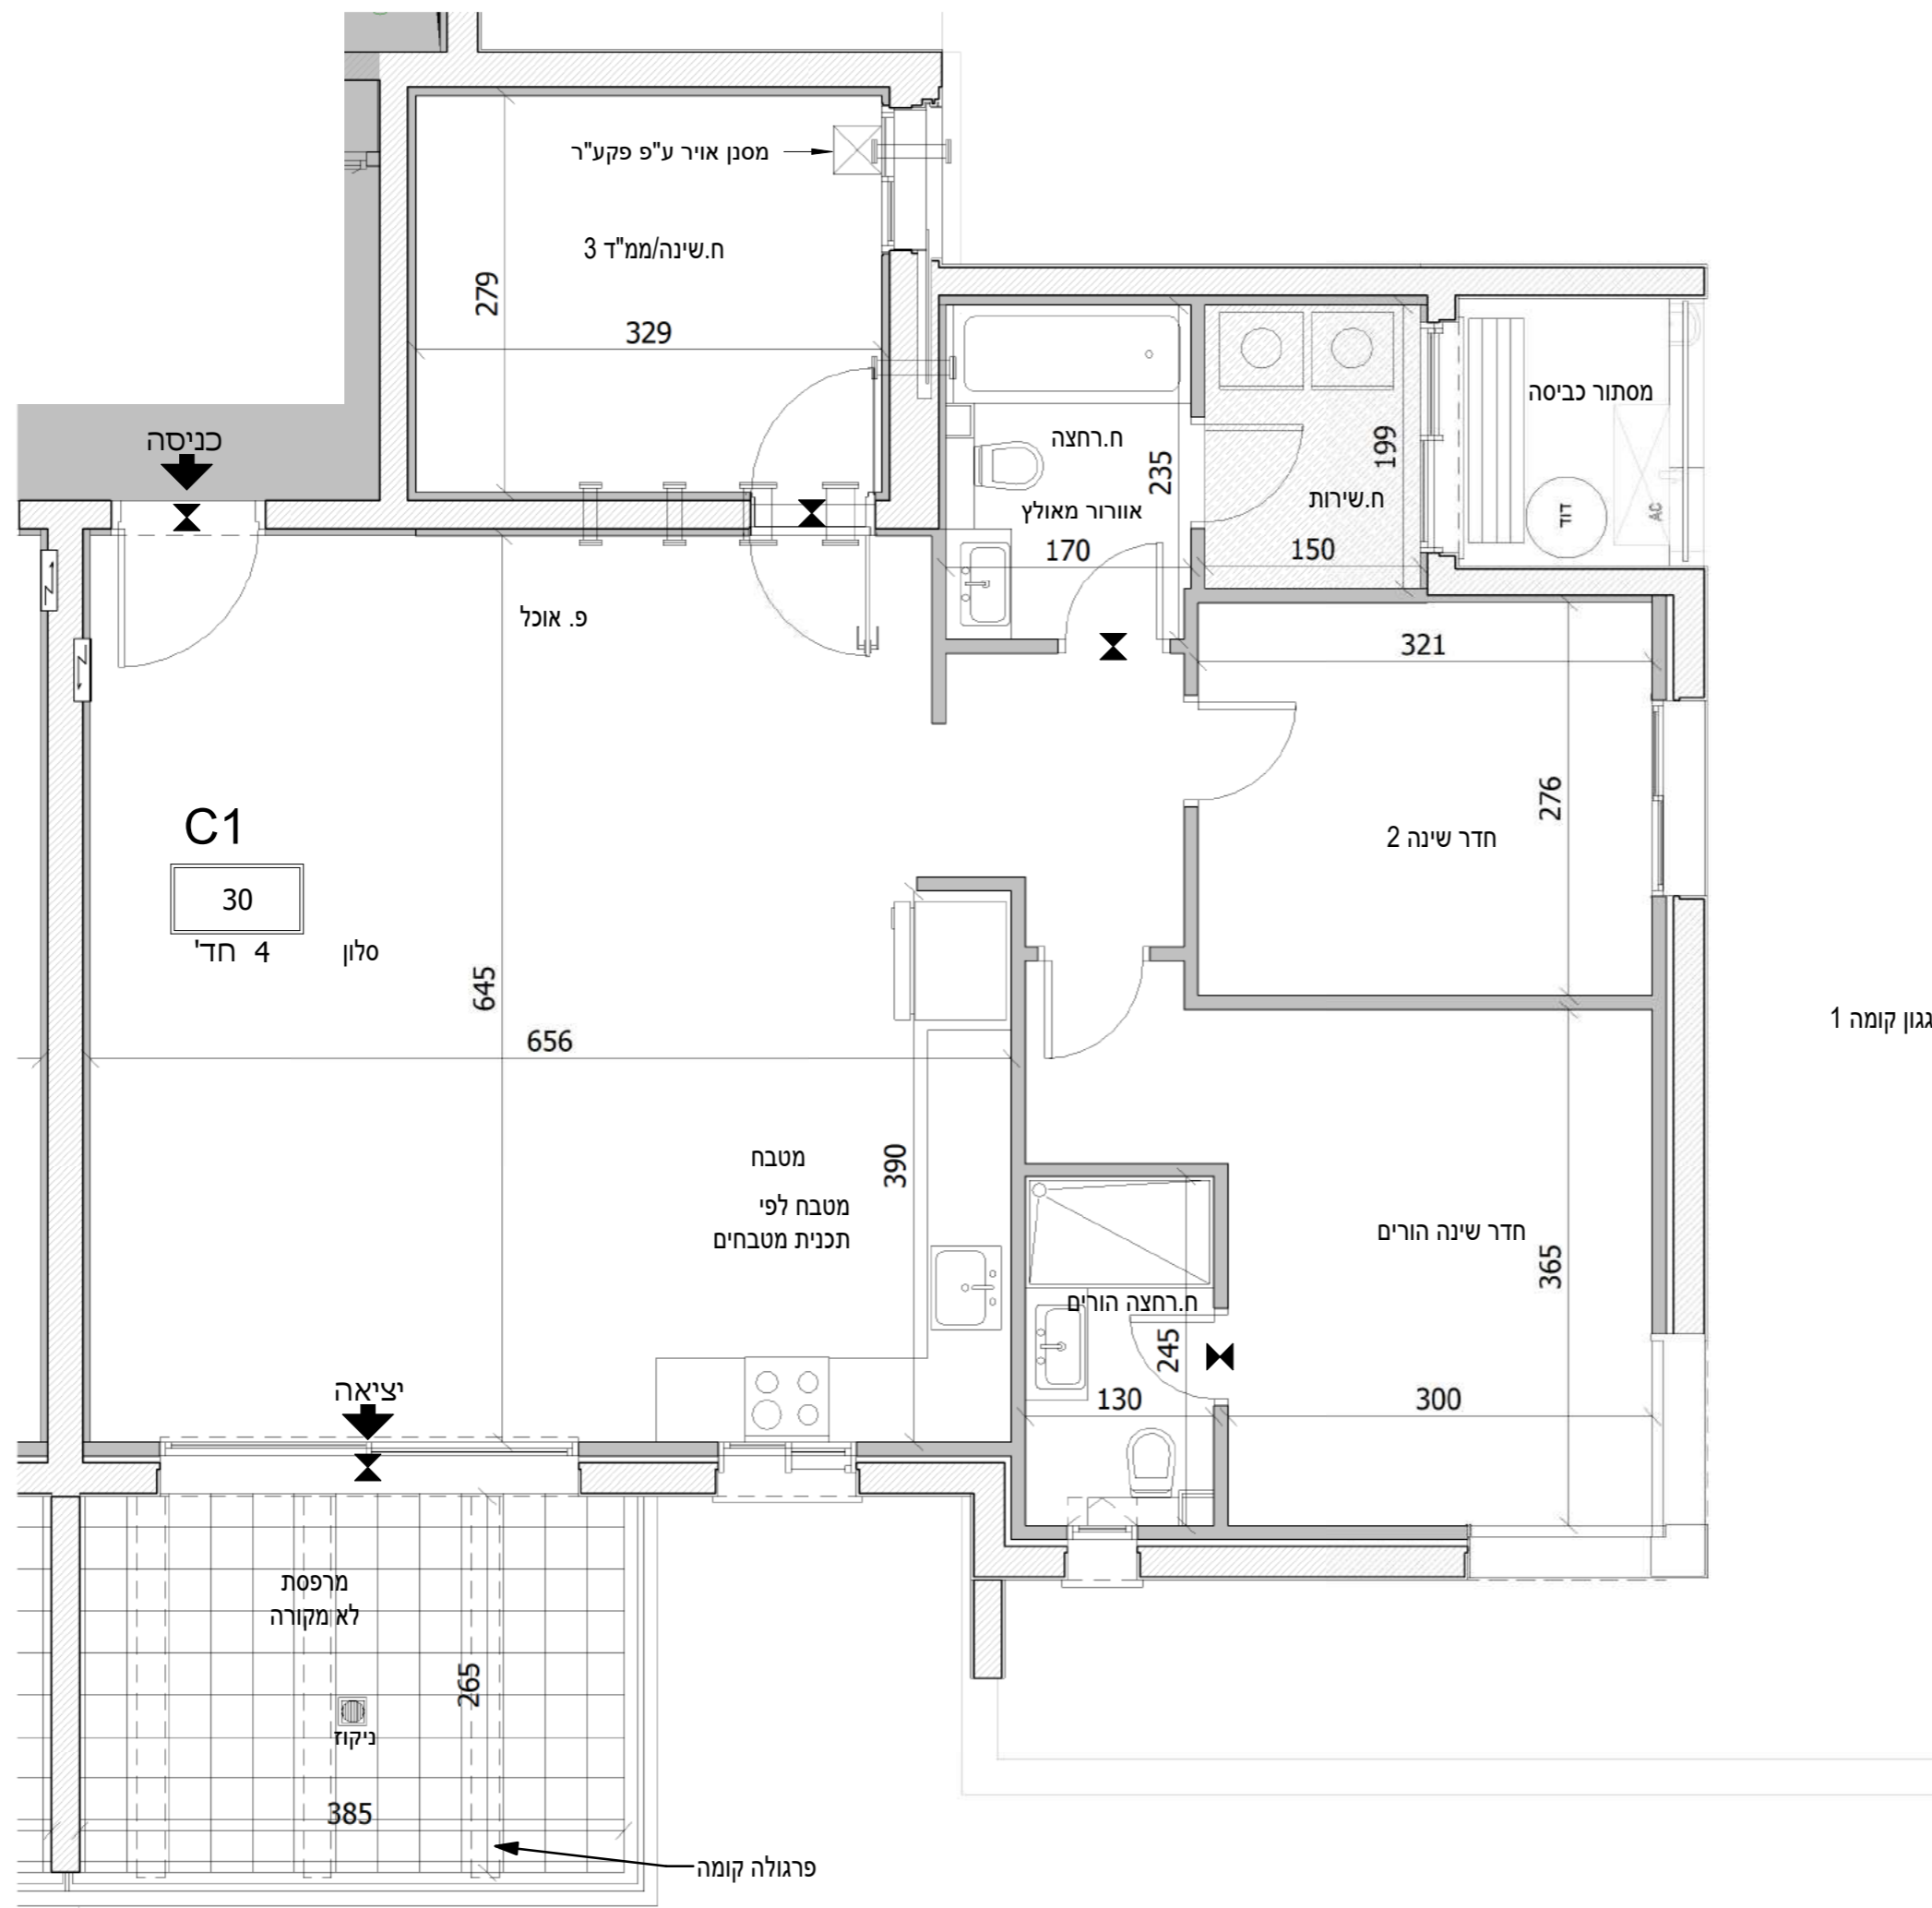 מסנן אויר ע"פ פקע"ר
ח.שינה/ממ"ד 3
279
329
כניסה
ח.רחצה
אוורור מאולץ
235
170
ח.שירות
199
150
מסתור כביסה
דוד
AC
פ. אוכל
321
276
חדר שינה 2
C1
30
4 חד'
סלון
645
656
גגון קומה 1
מטבח
מטבח לפי
תכנית מטבחים
390
חדר שינה הורים
365
ח.רחצה הורים
245
130
300
יציאה
מרפסת
לא מקורה
265
ניקוז
385
פרגולה קומה